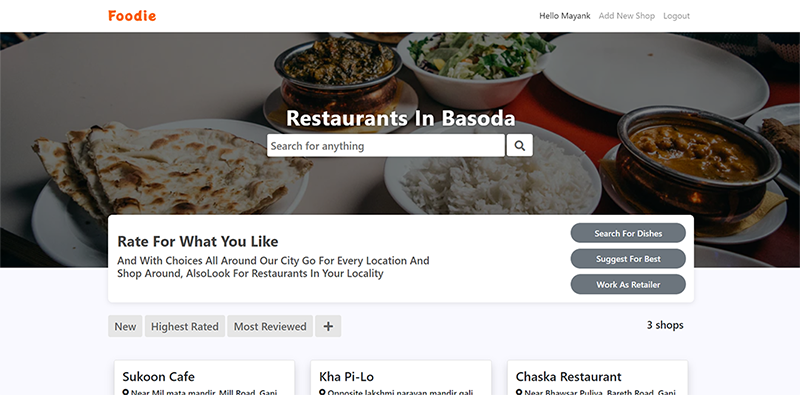 Foodie
Hello Mayank Add New Shop Logout
Restaurants In Basoda
Search for anything
Rate For What You Like
And With Choices All Around Our City Go For Every Location And
Shop Around, AlsoLook For Restaurants In Your Locality
Search For Dishes
Suggest For Best
Work As Retailer
New Highest Rated Most Reviewed +
3 shops
Sukoon Cafe
Near Mil mata mandir, Mill Road, Ganj
Kha Pi-Lo
Opposite lakshmi narayan mandir gali
Chaska Restaurant
Near Bhawsar Puliya, Bareth Road, Ganj